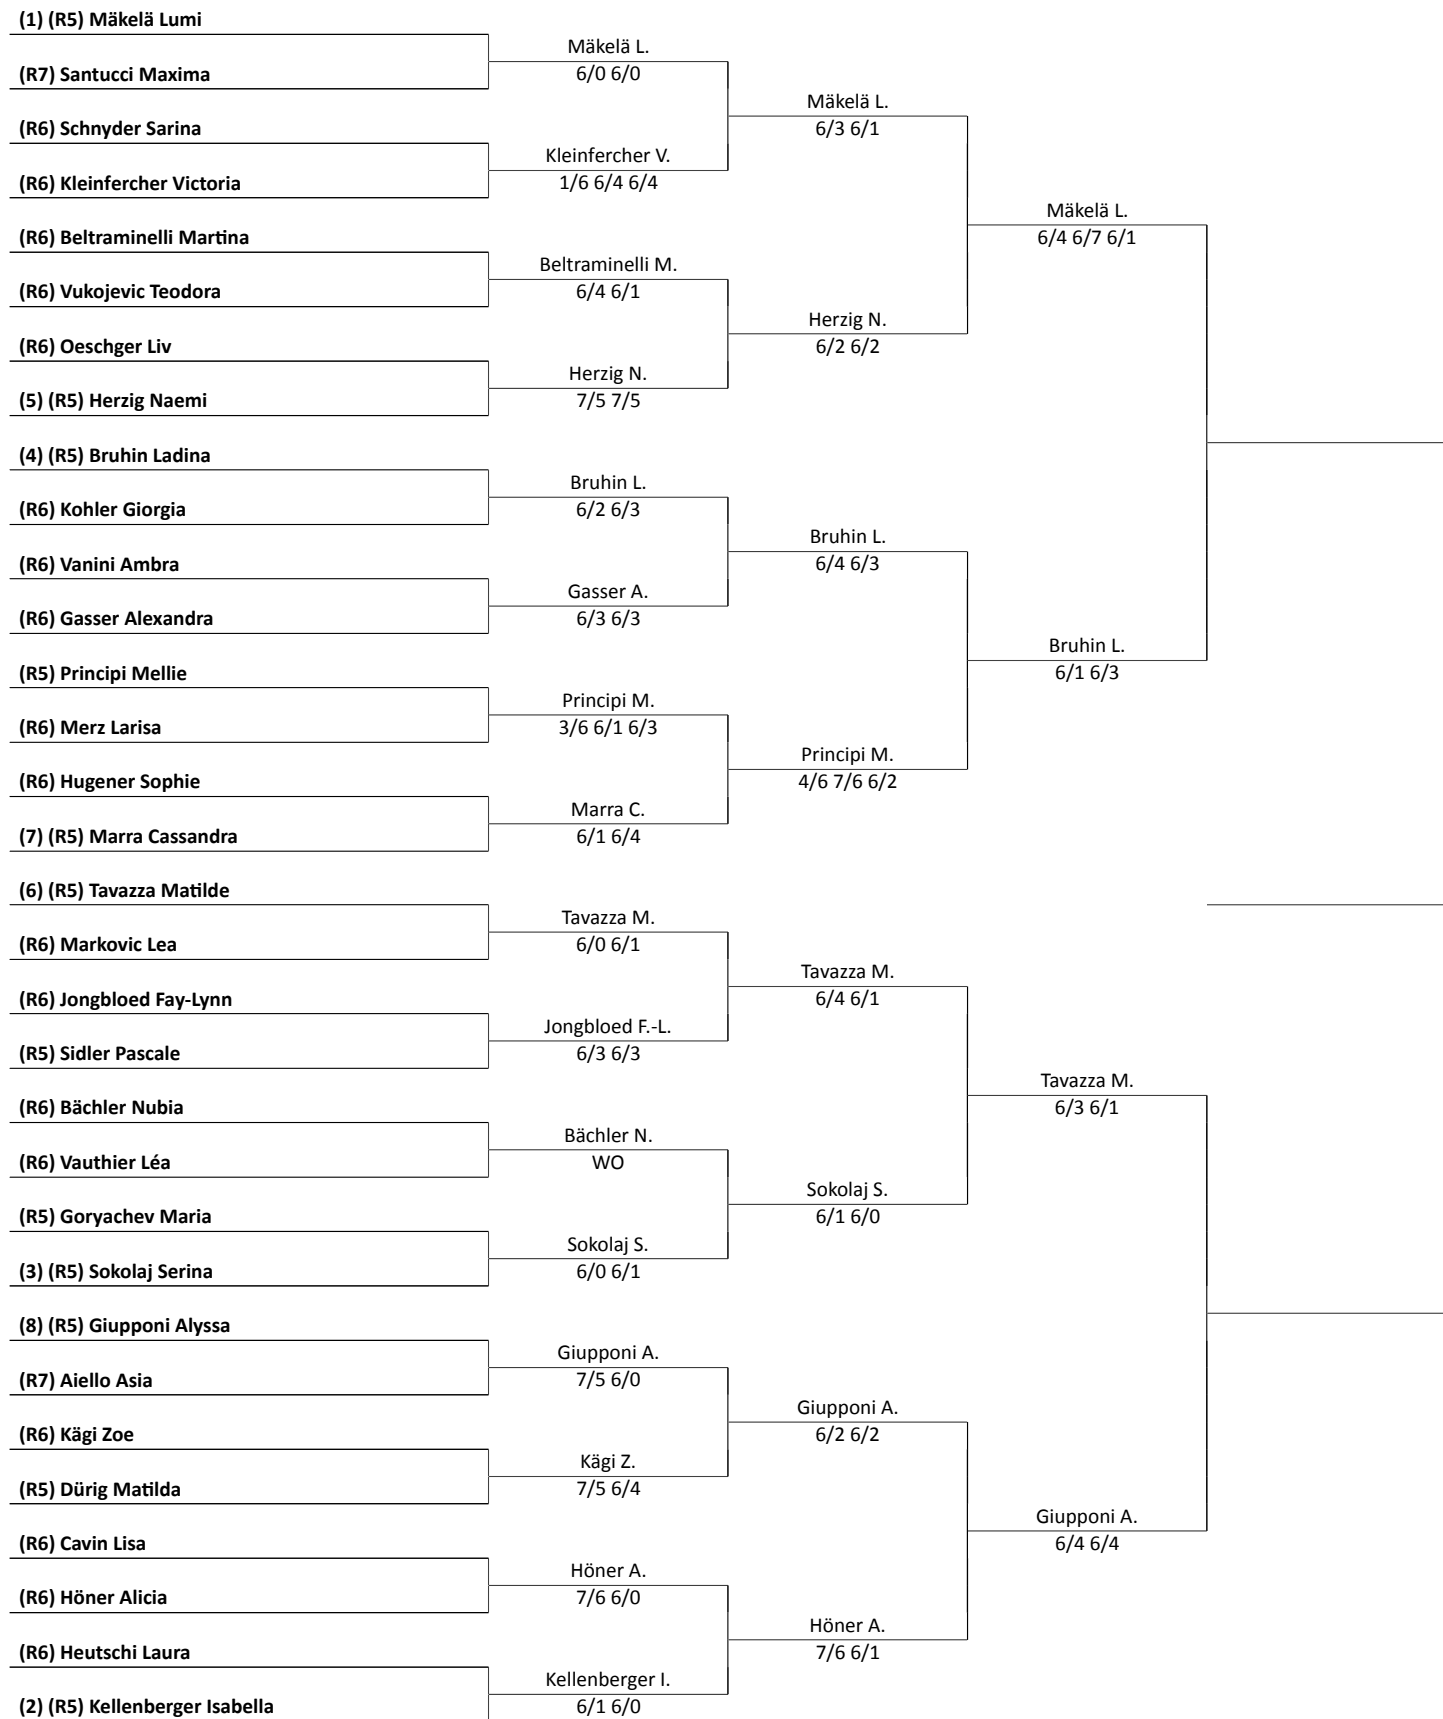 (1) (R5) Mäkelä Lumi
(R7) Santucci Maxima
(R6) Schnyder Sarina
(R6) Kleinfercher Victoria
(R6) Beltraminelli Martina
(R6) Vukojevic Teodora
(R6) Oeschger Liv
(5) (R5) Herzig Naemi
(4) (R5) Bruhin Ladina
(R6) Kohler Giorgia
(R6) Vanini Ambra
(R6) Gasser Alexandra
(R5) Principi Mellie
(R6) Merz Larisa
(R6) Hugener Sophie
(7) (R5) Marra Cassandra
(6) (R5) Tavazza Matilde
(R6) Markovic Lea
(R6) Jongbloed Fay-Lynn
(R5) Sidler Pascale
(R6) Bächler Nubia
(R6) Vauthier Léa
(R5) Goryachev Maria
(3) (R5) Sokolaj Serina
(8) (R5) Giupponi Alyssa
(R7) Aiello Asia
(R6) Kägi Zoe
(R5) Dürig Matilda
(R6) Cavin Lisa
(R6) Höner Alicia
(R6) Heutschi Laura
(2) (R5) Kellenberger Isabella
Mäkelä L.
6/0 6/0
Kleinfercher V.
1/6 6/4 6/4
Beltraminelli M.
6/4 6/1
Herzig N.
7/5 7/5
Bruhin L.
6/2 6/3
Gasser A.
6/3 6/3
Principi M.
3/6 6/1 6/3
Marra C.
6/1 6/4
Tavazza M.
6/0 6/1
Jongbloed F.-L.
6/3 6/3
Bächler N.
WO
Sokolaj S.
6/0 6/1
Giupponi A.
7/5 6/0
Kägi Z.
7/5 6/4
Höner A.
7/6 6/0
Kellenberger I.
6/1 6/0
Mäkelä L.
6/3 6/1
Herzig N.
6/2 6/2
Bruhin L.
6/4 6/3
Principi M.
4/6 7/6 6/2
Tavazza M.
6/4 6/1
Sokolaj S.
6/1 6/0
Giupponi A.
6/2 6/2
Höner A.
7/6 6/1
Mäkelä L.
6/4 6/7 6/1
Bruhin L.
6/1 6/3
Tavazza M.
6/3 6/1
Giupponi A.
6/4 6/4